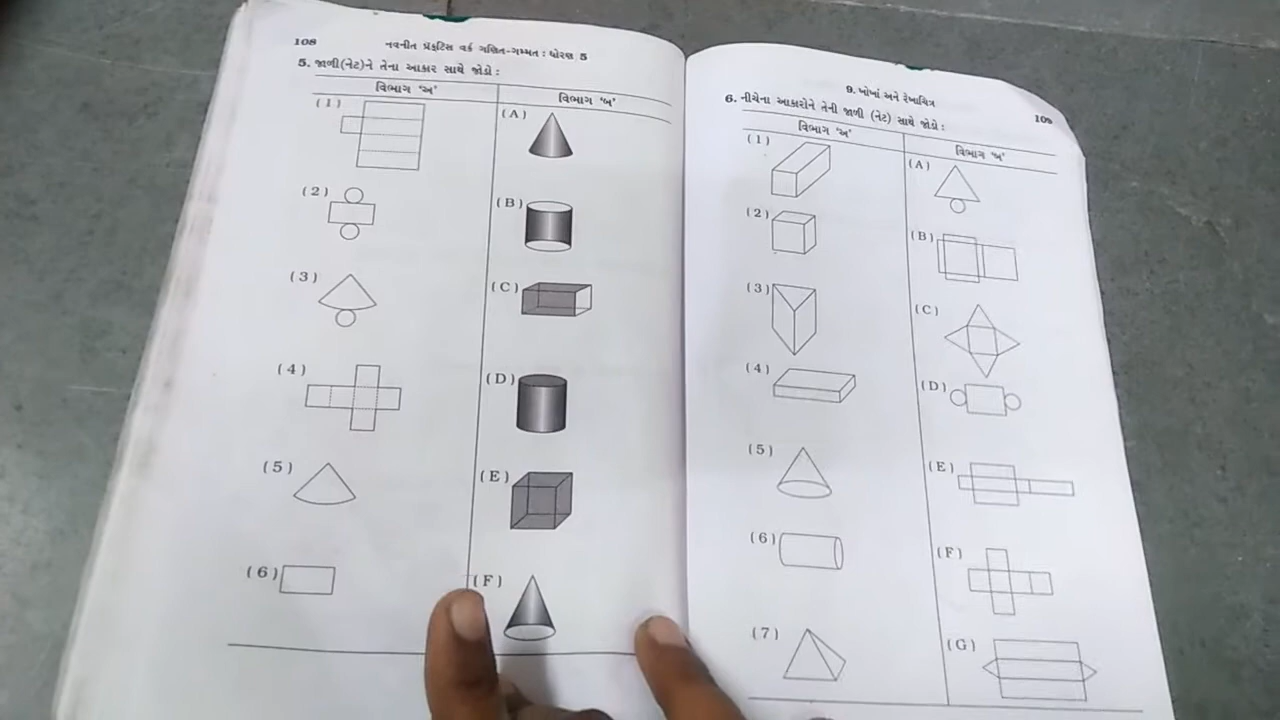 108
નવનીત પ્રૅક્ટિસ વર્ક ગણિત-ગમ્મત : ધોરણ 5
5. જાળી(નેટ)ને તેના આકાર સાથે જોડો :
વિભાગ ‘અ’
વિભાગ ‘બ’
(1)
(A)
(2)
(B)
(3)
(C)
(4)
(D)
(5)
(E)
(6)
(F)
9. ખોખાં અને રેખાચિત્ર
109
6. નીચેના આકારોને તેની જાળી (નેટ) સાથે જોડો :
વિભાગ ‘અ’
વિભાગ ‘બ’
(1)
(A)
(2)
(B)
(3)
(C)
(4)
(D)
(5)
(E)
(6)
(F)
(7)
(G)